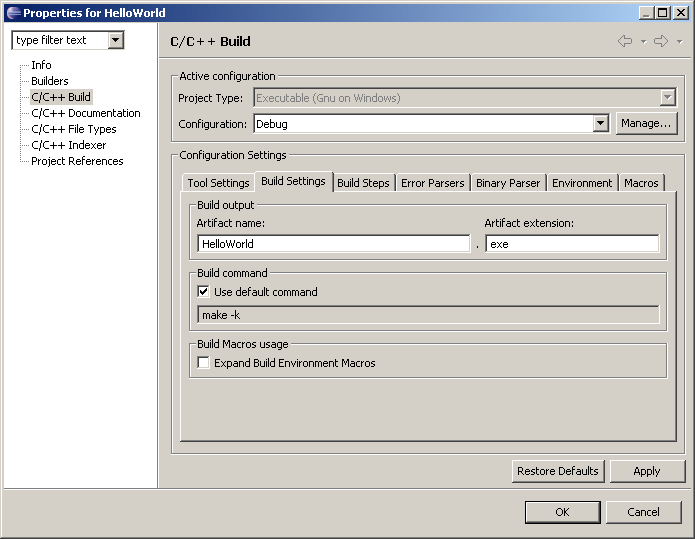 Properties for HelloWorld
type filter text
Info
Builders
C/C++ Build
C/C++ Documentation
C/C++ File Types
C/C++ Indexer
Project References
C/C++ Build
Active configuration
Project Type: Executable (Gnu on Windows)
Configuration: Debug Manage...
Configuration Settings
Tool Settings Build Settings Build Steps Error Parsers Binary Parser Environment Macros
Build output
Artifact name: Artifact extension:
HelloWorld . exe
Build command
Use default command
make -k
Build Macros usage
Expand Build Environment Macros
Restore Defaults Apply
OK Cancel